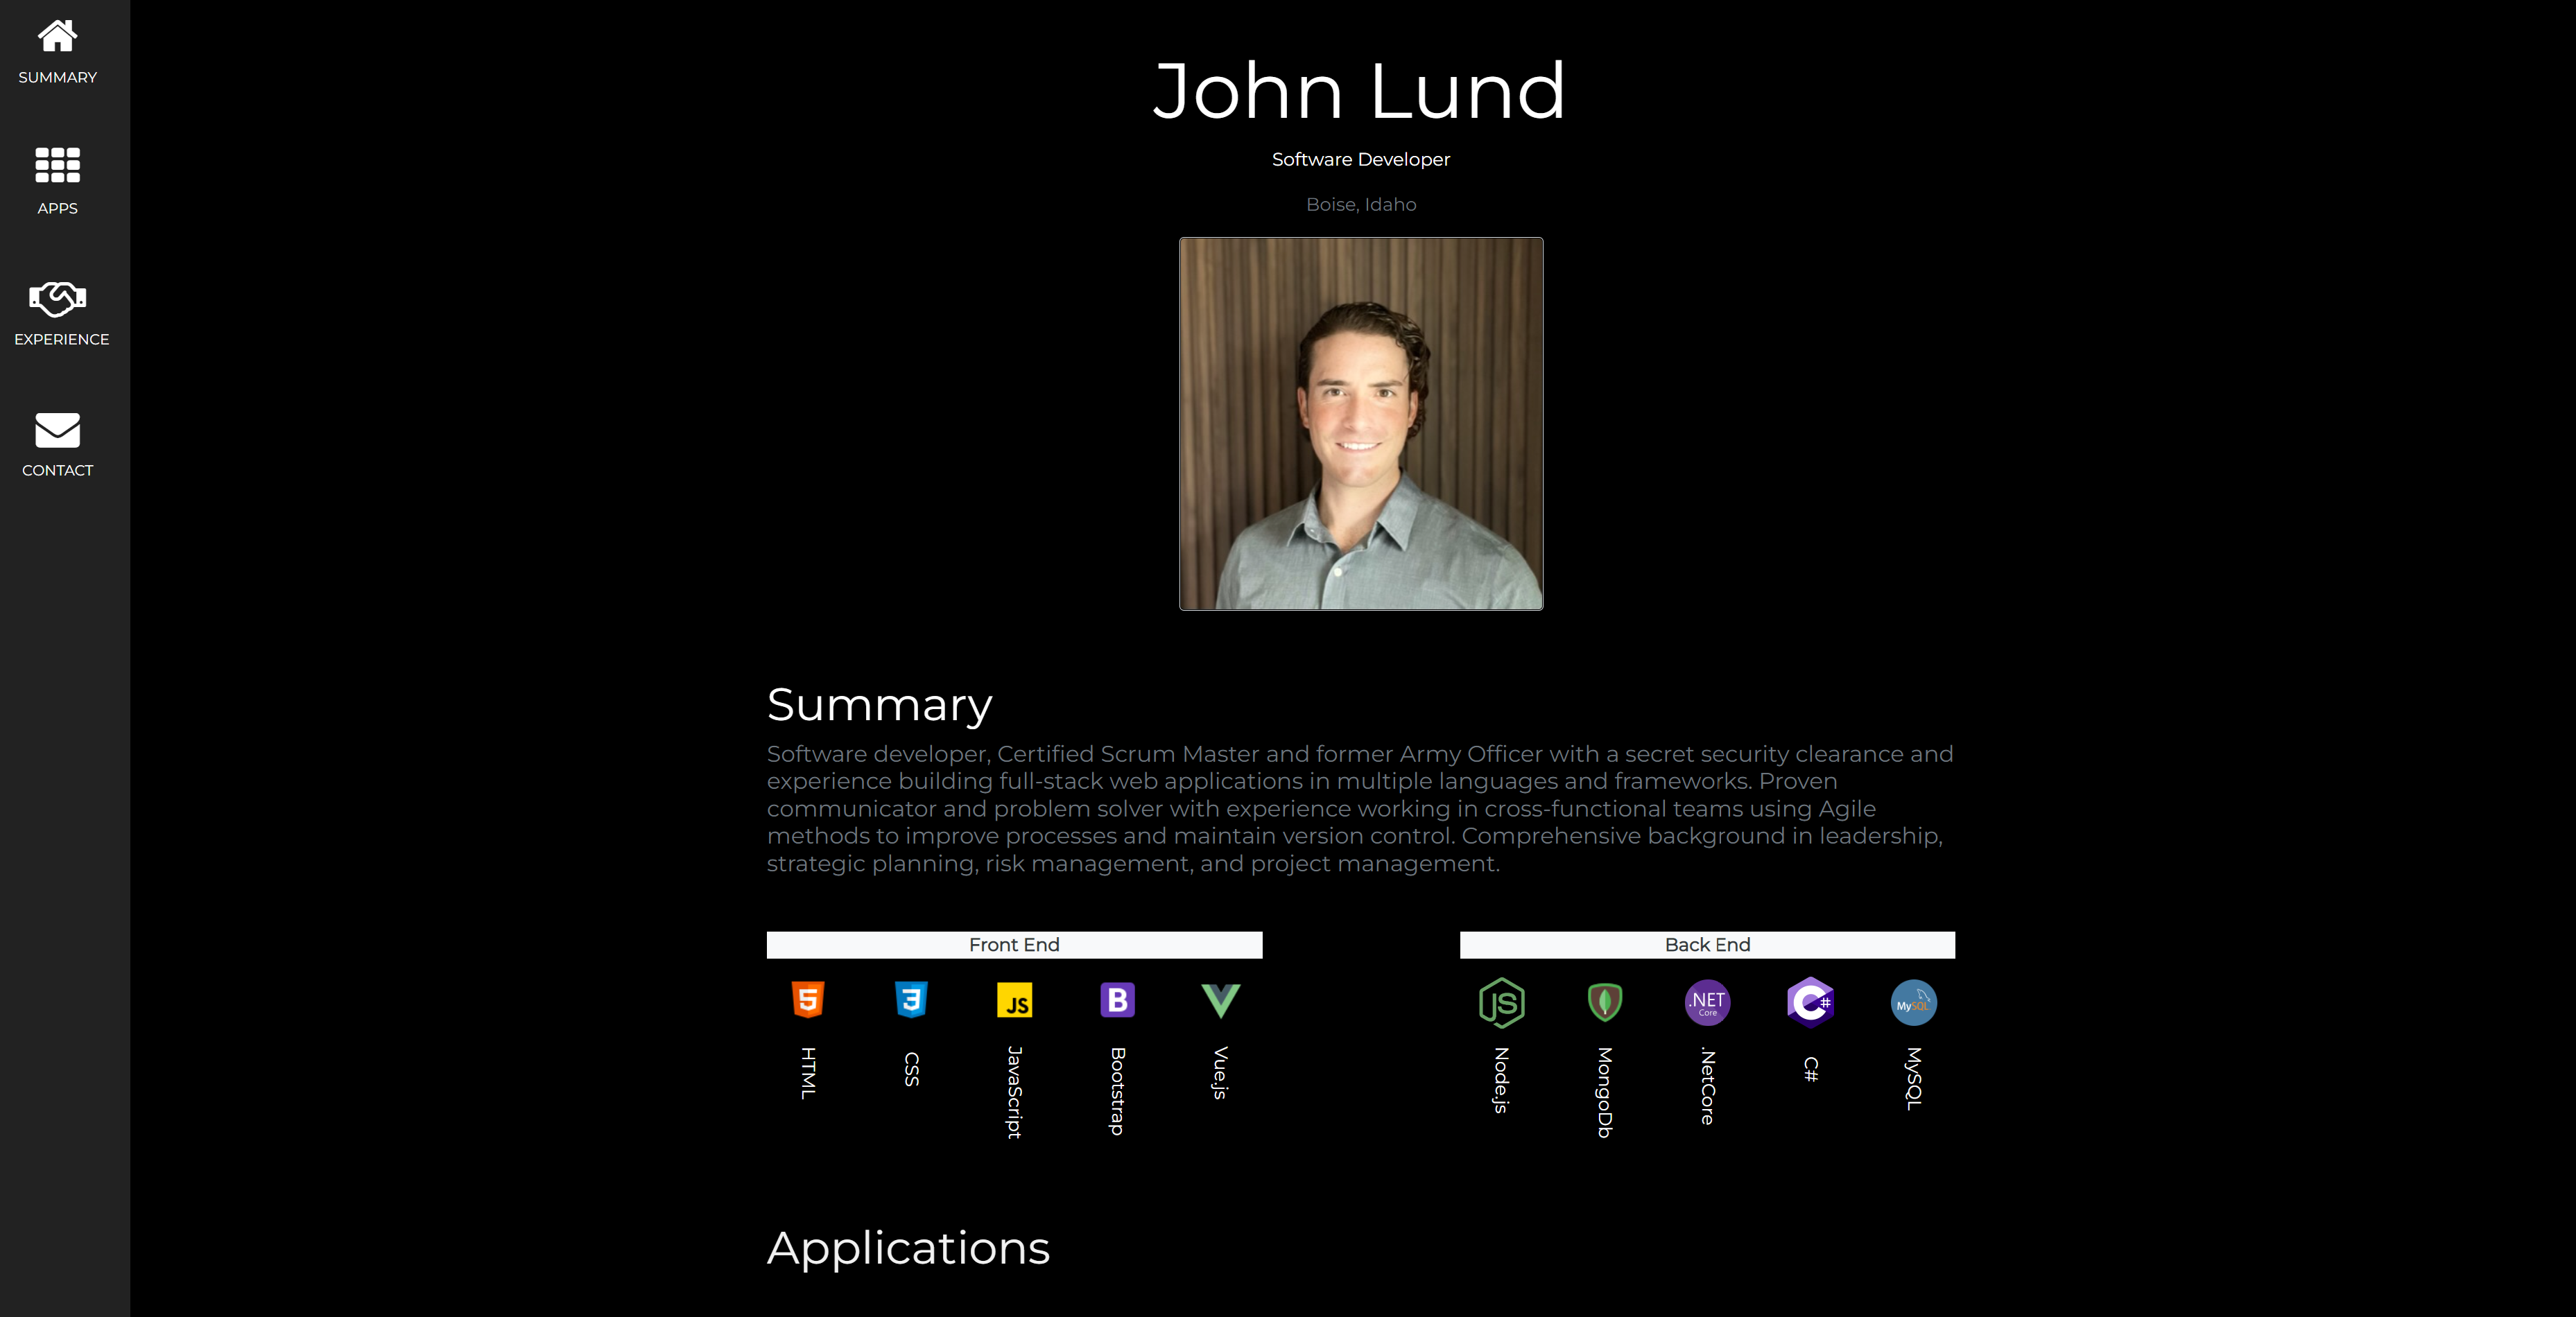 SUMMARY
APPS
EXPERIENCE
CONTACT
John Lund
Software Developer
Boise, Idaho
Summary
Software developer, Certified Scrum Master and former Army Officer with a secret security clearance and
experience building full-stack web applications in multiple languages and frameworks. Proven
communicator and problem solver with experience working in cross-functional teams using Agile
methods to improve processes and maintain version control. Comprehensive background in leadership,
strategic planning, risk management, and project management.
Front End
5
3
JS
B
HTML
CSS
JavaScript
Bootstrap
Vue.js
Back End
JS
.NET
Core
C#
MySQL
Node.js
MongoDb
.NetCore
C#
MySQL
Applications